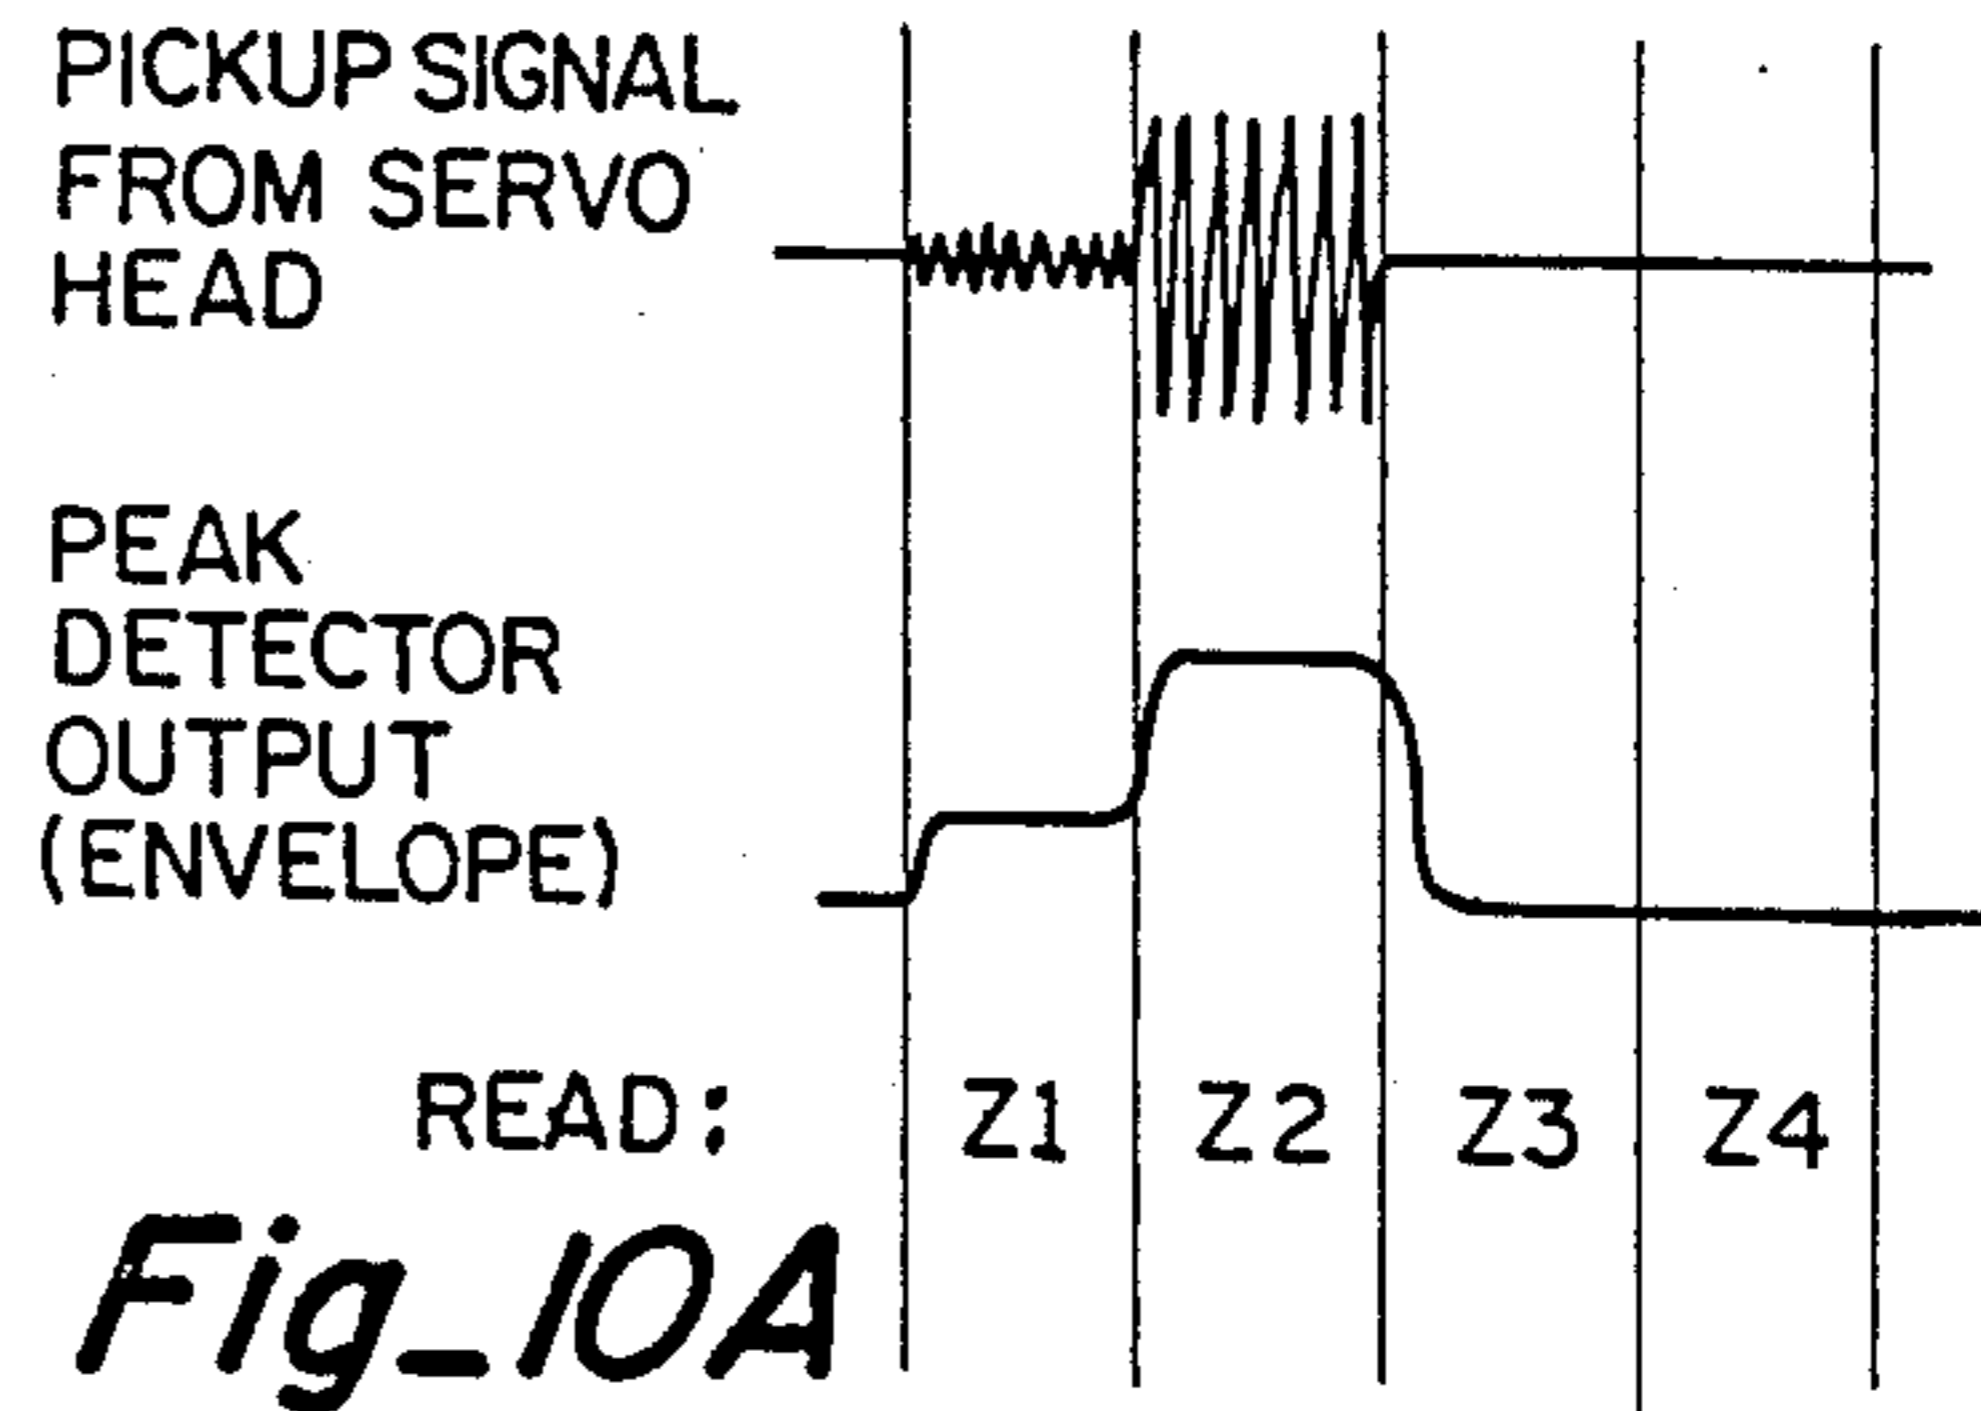 PICKUP SIGNAL
FROM SERVO
HEAD
PEAK
DETECTOR
OUTPUT
(ENVELOPE)
READ: Z1 Z2 Z3 Z4
Fig_10A